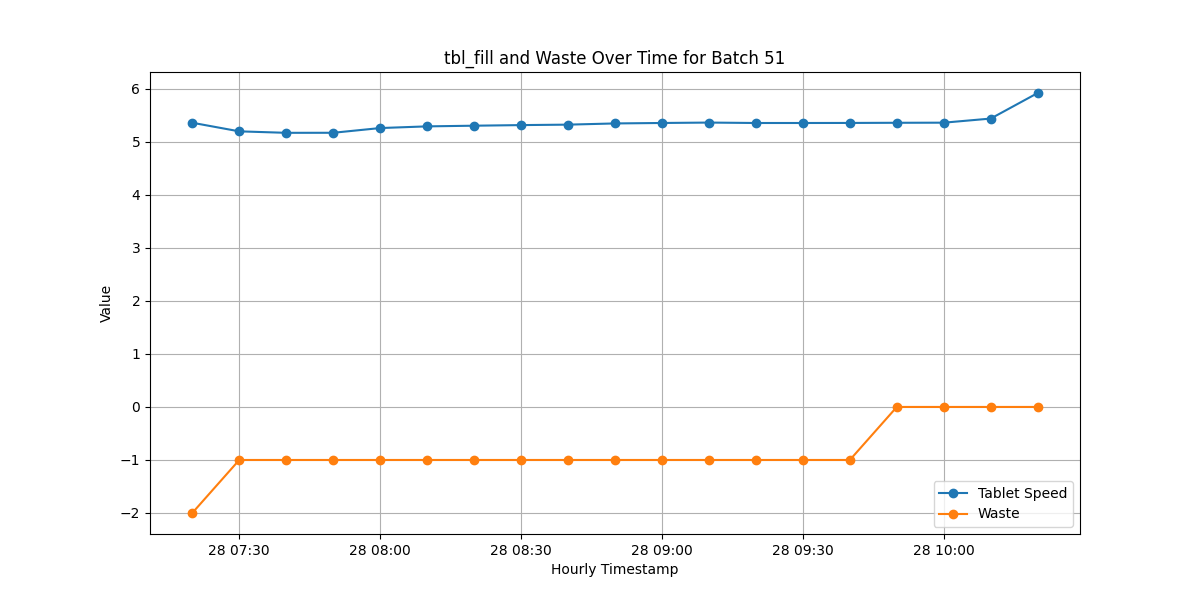 tbl_fill and Waste Over Time for Batch 51
6
5
4
3
2
1
0
−1
−2
Value
Tablet Speed
Waste
28 07:30 28 08:00 28 08:30 28 09:00 28 09:30 28 10:00
Hourly Timestamp